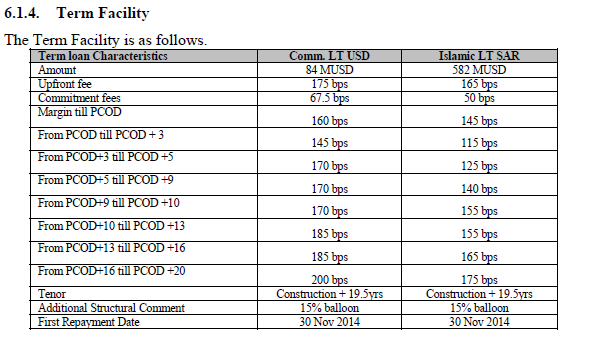 6.1.4. Term Facility
The Term Facility is as follows.
Term loan Characteristics Comm. LT USD Islamic LT SAR
Amount 84 MUSD 582 MUSD
Upfront fee 175 bps 165 bps
Commitment fees 67.5 bps 50 bps
Margin till PCOD 160 bps 145 bps
From PCOD till PCOD + 3 145 bps 115 bps
From PCOD+3 till PCOD +5 170 bps 125 bps
From PCOD+5 till PCOD +9 170 bps 140 bps
From PCOD+9 till PCOD +10 170 bps 155 bps
From PCOD+10 till PCOD +13 185 bps 155 bps
From PCOD+13 till PCOD +16 185 bps 165 bps
From PCOD+16 till PCOD +20 200 bps 175 bps
Tenor Construction + 19.5yrs Construction + 19.5yrs
Additional Structural Comment 15% balloon 15% balloon
First Repayment Date 30 Nov 2014 30 Nov 2014